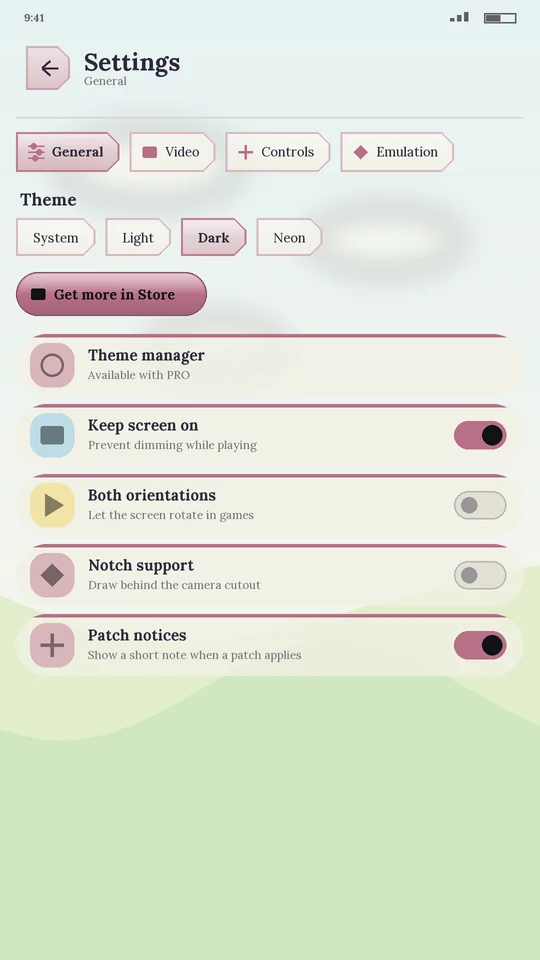 9:41
Settings
General
General
Video
Controls
Emulation
Theme
System
Light
Dark
Neon
Get more in Store
Theme manager
Available with PRO
Keep screen on
Prevent dimming while playing
Both orientations
Let the screen rotate in games
Notch support
Draw behind the camera cutout
Patch notices
Show a short note when a patch applies